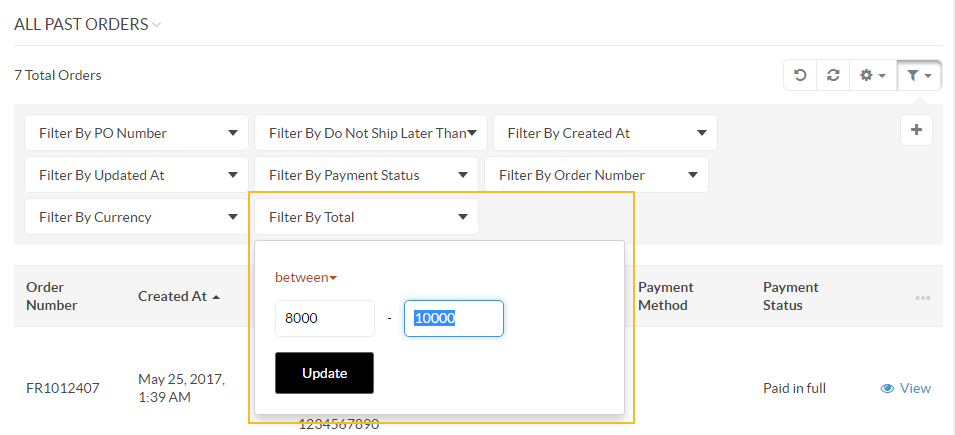 ALL PAST ORDERS
7 Total Orders
Filter By PO Number
Filter By Do Not Ship Later Than
Filter By Created At
+
Filter By Updated At
Filter By Payment Status
Filter By Order Number
Filter By Currency
Filter By Total
between
8000 - 10000
Update
Order Number
Created At
Payment Method
Payment Status
FR1012407
May 25, 2017,
1:39 AM
1234567890
Paid in full
View